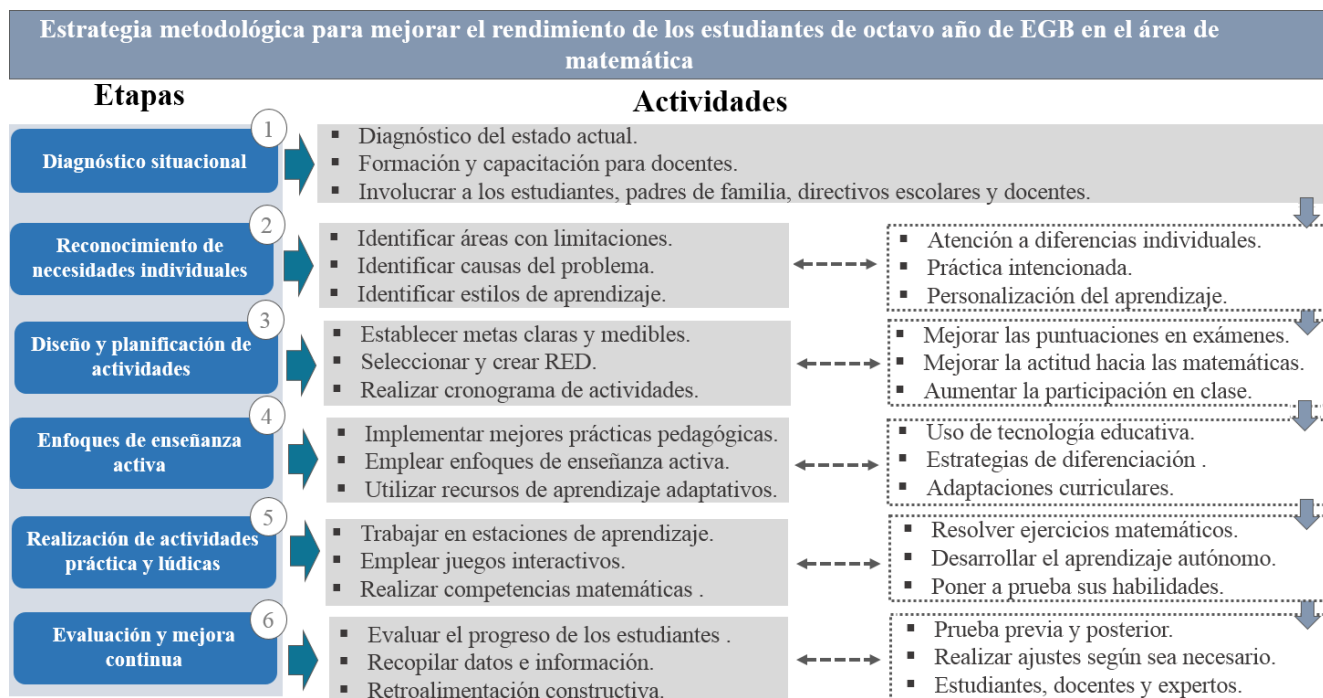 Estrategia metodológica para mejorar el rendimiento de los estudiantes de octavo año de EGB en el área de
matemática
Etapas
Actividades
1
Diagnóstico situacional
▪ Diagnóstico del estado actual.
▪ Formación y capacitación para docentes.
▪ Involucrar a los estudiantes, padres de familia, directivos escolares y docentes.
2
Reconocimiento de
necesidades individuales
▪ Identificar áreas con limitaciones.
▪ Identificar causas del problema.
▪ Identificar estilos de aprendizaje.
▪ Atención a diferencias individuales.
▪ Práctica intencionada.
▪ Personalización del aprendizaje.
3
Diseño y planificación de
actividades
▪ Establecer metas claras y medibles.
▪ Seleccionar y crear RED.
▪ Realizar cronograma de actividades.
▪ Mejorar las puntuaciones en exámenes.
▪ Mejorar la actitud hacia las matemáticas.
▪ Aumentar la participación en clase.
4
Enfoques de enseñanza
activa
▪ Implementar mejores prácticas pedagógicas.
▪ Emplear enfoques de enseñanza activa.
▪ Utilizar recursos de aprendizaje adaptativos.
▪ Uso de tecnología educativa.
▪ Estrategias de diferenciación .
▪ Adaptaciones curriculares.
5
Realización de actividades
práctica y lúdicas
▪ Trabajar en estaciones de aprendizaje.
▪ Emplear juegos interactivos.
▪ Realizar competencias matemáticas .
▪ Resolver ejercicios matemáticos.
▪ Desarrollar el aprendizaje autónomo.
▪ Poner a prueba sus habilidades.
6
Evaluación y mejora
continua
▪ Evaluar el progreso de los estudiantes .
▪ Recopilar datos e información.
▪ Retroalimentación constructiva.
▪ Prueba previa y posterior.
▪ Realizar ajustes según sea necesario.
▪ Estudiantes, docentes y expertos.